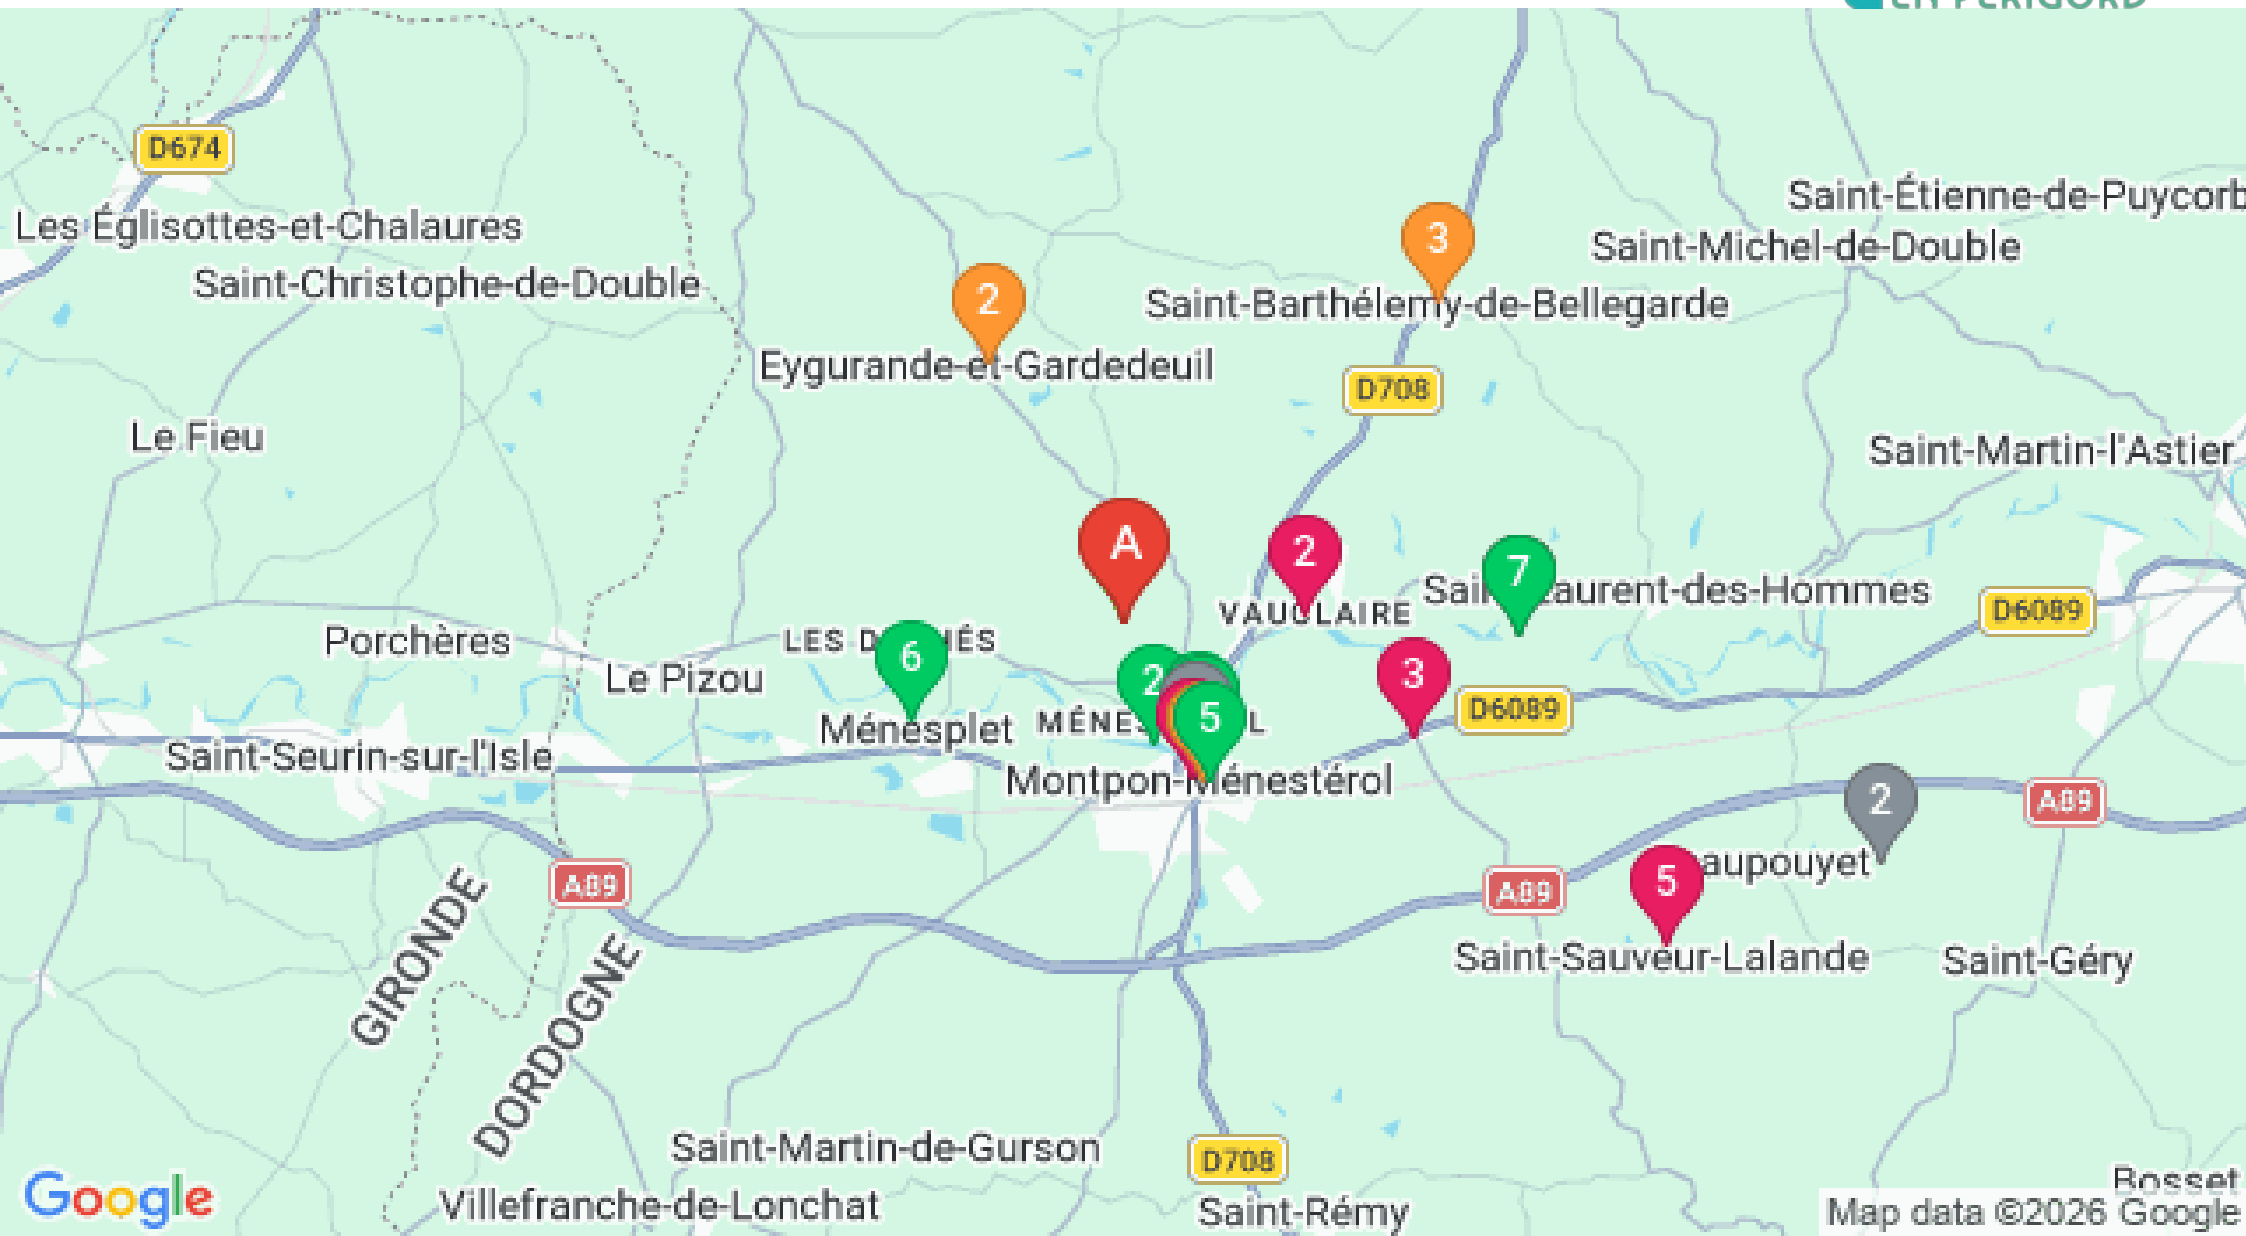 EN PÉRIGORD
D674
Saint-Étienne-de-Puycorb
Les Églisottes-et-Chalaures
3
Saint-Michel-de-Double
Saint-Christophe-de-Double
2
Saint-Barthélemy-de-Bellegarde
Eygurande-et-Gardedeuil
D708
Le Fieu
Saint-Martin-l'Astier
A
2
7
Saint-Laurent-des-Hommes
VAUCLAIRE
D6089
Porchères
LES DUCHÉS
6
Le Pizou
2
3
D6089
5
Ménesplet
MÉNES L
Saint-Seurin-sur-l'Isle
Montpon-Ménestérol
2
A89
A89
A89
5
aupouyet
Saint-Sauveur-Lalande
Saint-Géry
GIRONDE
DORDOGNE
Saint-Martin-de-Gurson
D708
Google
Villefranche-de-Lonchat
Saint-Rémy
Bosset
Map data ©2026 Google